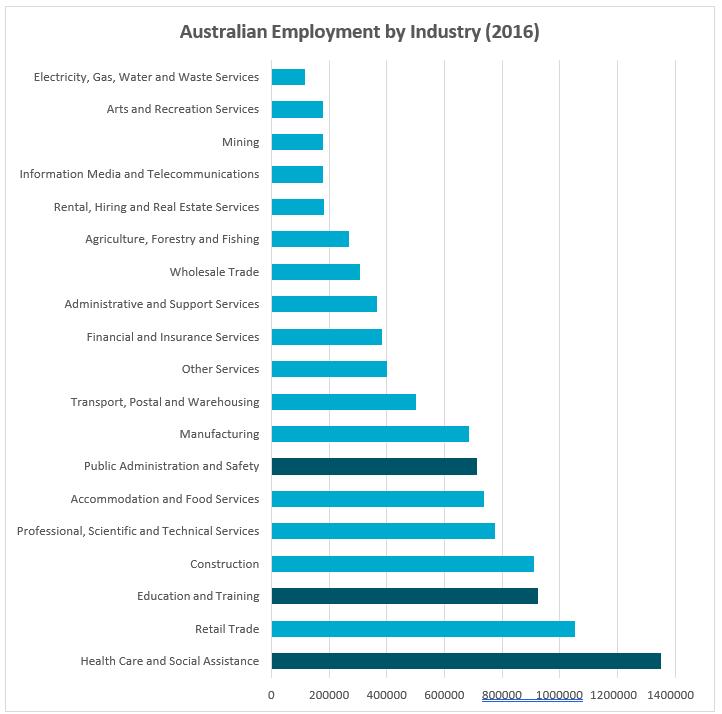 Australian Employment by Industry (2016)
Electricity, Gas, Water and Waste Services
Arts and Recreation Services
Mining
Information Media and Telecommunications
Rental, Hiring and Real Estate Services
Agriculture, Forestry and Fishing
Wholesale Trade
Administrative and Support Services
Financial and Insurance Services
Other Services
Transport, Postal and Warehousing
Manufacturing
Public Administration and Safety
Accommodation and Food Services
Professional, Scientific and Technical Services
Construction
Education and Training
Retail Trade
Health Care and Social Assistance
0 200000 400000 600000 800000 1000000 1200000 1400000